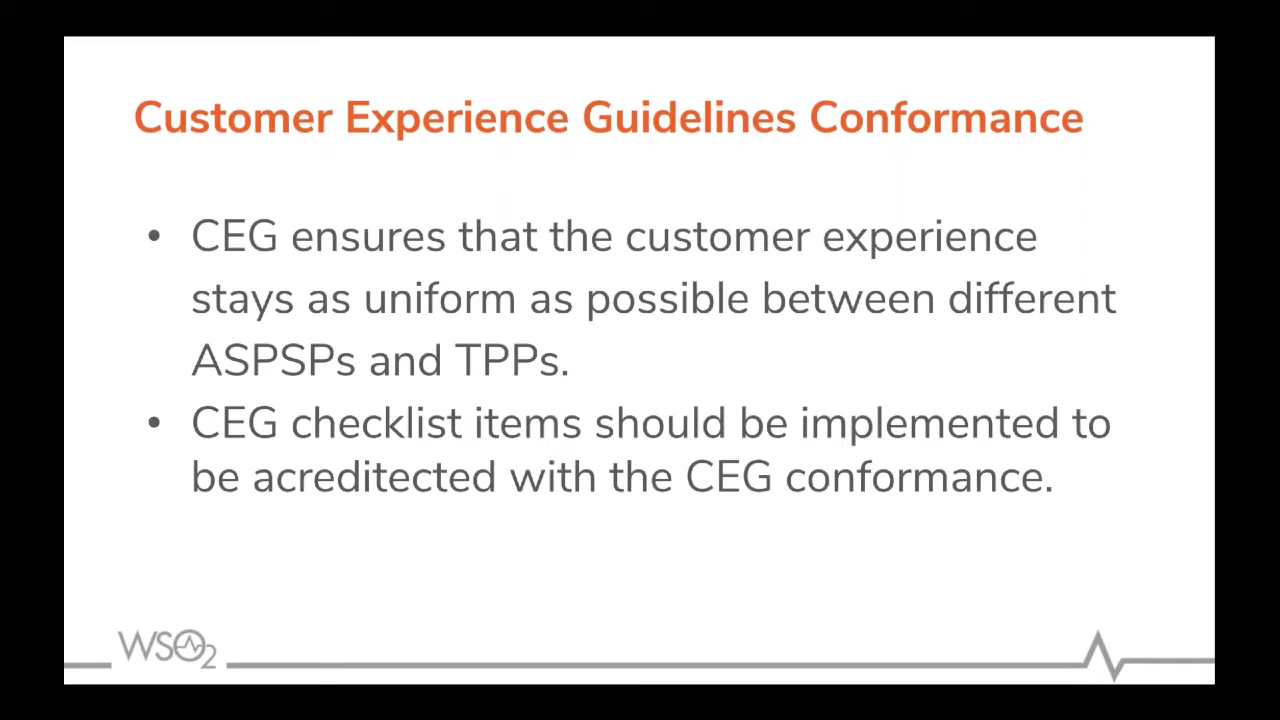 Customer Experience Guidelines Conformance
• CEG ensures that the customer experience
stays as uniform as possible between different
ASPSPs and TPPs.
• CEG checklist items should be implemented to
be acreditected with the CEG conformance.
WSO2